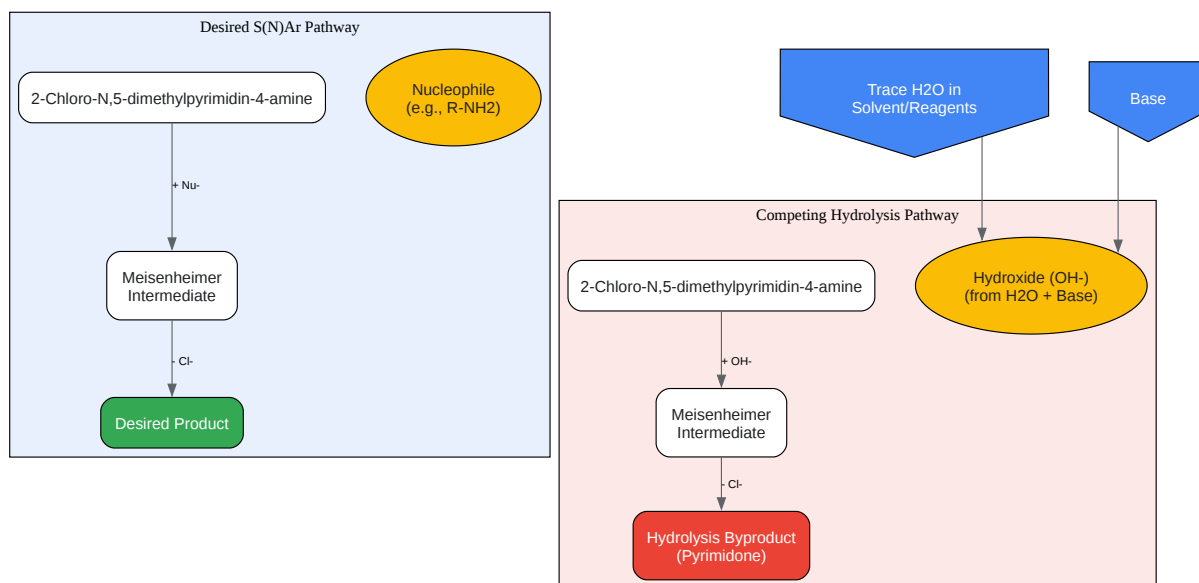 Desired S(N)Ar Pathway
2-Chloro-N,5-dimethylpyrimidin-4-amine
Nucleophile
(e.g., R-NH2)
+ Nu-
Meisenheimer
Intermediate
- Cl-
Desired Product
Trace H2O in
Solvent/Reagents
Base
Competing Hydrolysis Pathway
2-Chloro-N,5-dimethylpyrimidin-4-amine
Hydroxide (OH-)
(from H2O + Base)
+ OH-
Meisenheimer
Intermediate
- Cl-
Hydrolysis Byproduct
(Pyrimidone)